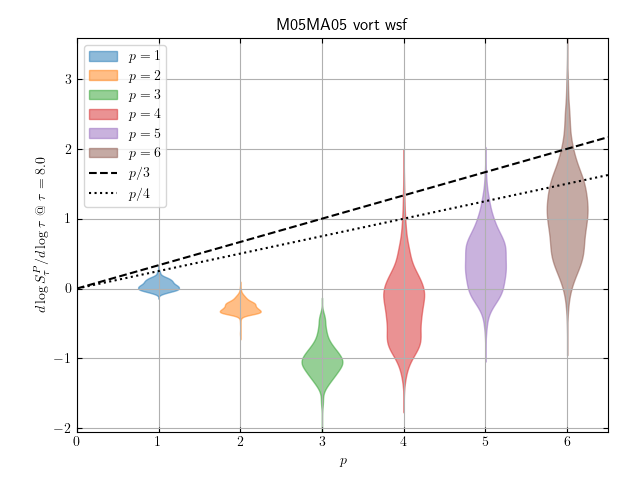 M05MA05 vort wsf
p = 1
p = 2
p = 3
p = 4
p = 5
p = 6
p/3
p/4
d log S_τ^P / d log τ @ τ = 8.0
3
2
1
0
−1
−2
0 1 2 3 4 5 6
p